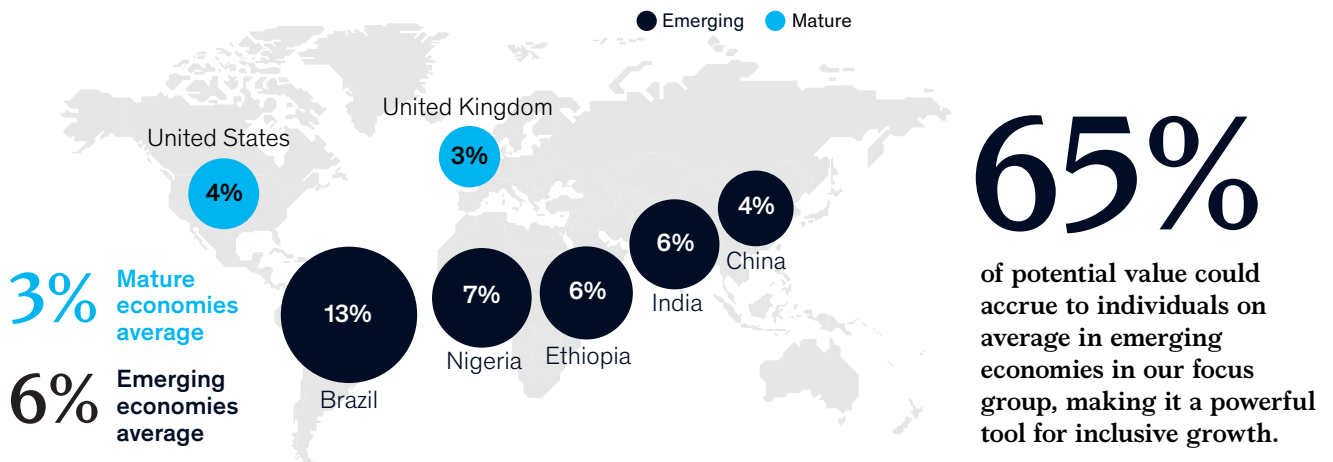 Emerging Mature
United Kingdom
3%
United States
4%
4%
China
6%
India
13%
Brazil
7%
Nigeria
6%
Ethiopia
3%
Mature
economies
average
6%
Emerging
economies
average
65%
of potential value could
accrue to individuals on
average in emerging
economies in our focus
group, making it a powerful
tool for inclusive growth.